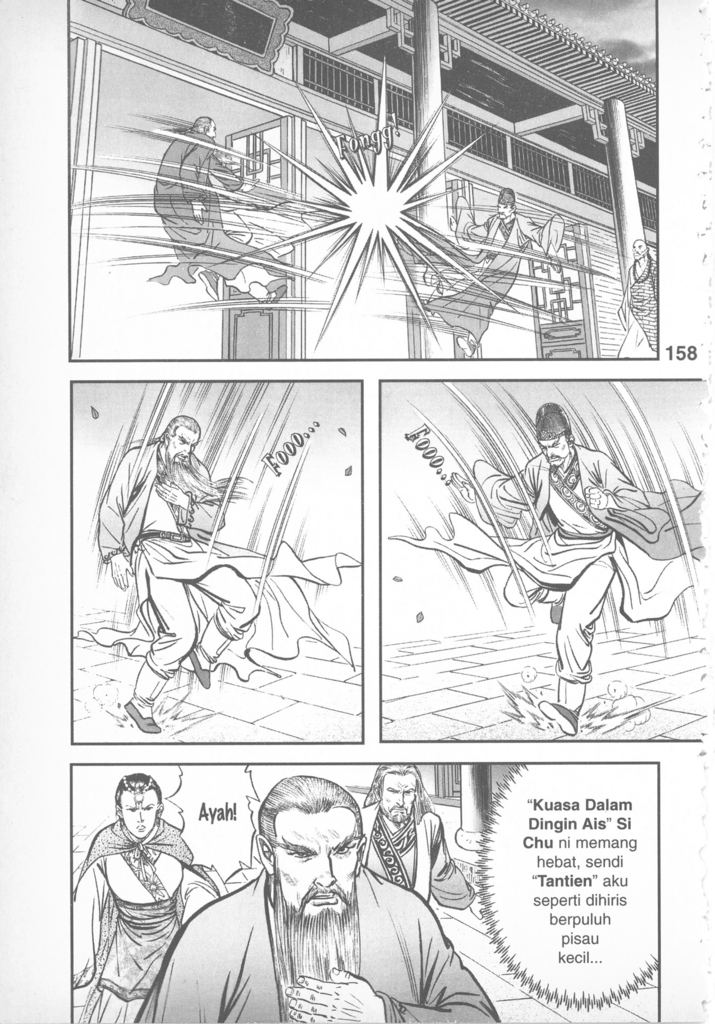 Fongg!
158
Fooo...
Fooo...
Ayah!
"Kuasa Dalam
Dingin Ais" Si
Chu ni memang
hebat, sendi
"Tantien" aku
seperti dihiris
berpuluh
pisau
kecil...